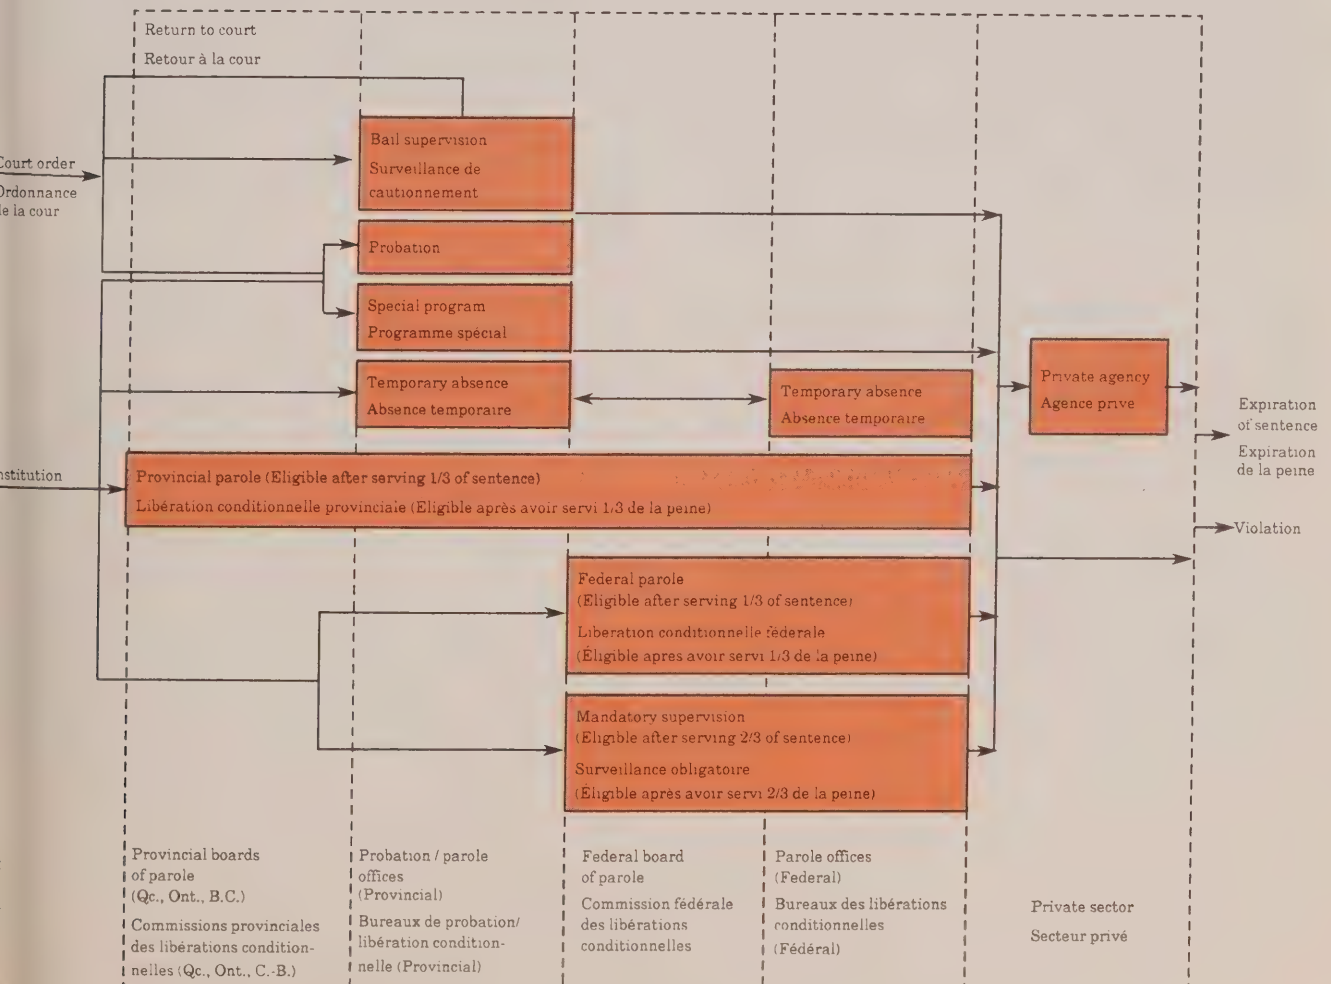 Return to court
Retour à la cour
Court order
Ordonnance
de la cour
Bail supervision
Surveillance de
cautionnement
Probation
Special program
Programme spécial
Temporary absence
Absence temporaire
Temporary absence
Absence temporaire
Private agency
Agence privé
Expiration
of sentence
Expiration
de la peine
Violation
nstitution
Provincial parole (Eligible after serving 1/3 of sentence)
Libération conditionnelle provinciale (Eligible après avoir servi 1/3 de la peine)
Federal parole
(Eligible after serving 1/3 of sentence)
Liberation conditionnelle fédérale
(Éligible apres avoir servi 1/3 de la peine)
Mandatory supervision
(Eligible after serving 2/3 of sentence)
Surveillance obligatoire
(Éligible après avoir servi 2/3 de la peine)
Provincial boards
of parole
(Qc., Ont., B.C.)
Commissions provinciales
des libérations condition-
nelles (Qc., Ont., C.-B.)
Probation / parole
offices
(Provincial)
Bureaux de probation/
libération condition-
nelle (Provincial)
Federal board
of parole
Commission fédérale
des libérations
conditionnelles
Parole offices
(Federal)
Bureaux des libérations
conditionnelles
(Fédéral)
Private sector
Secteur privé